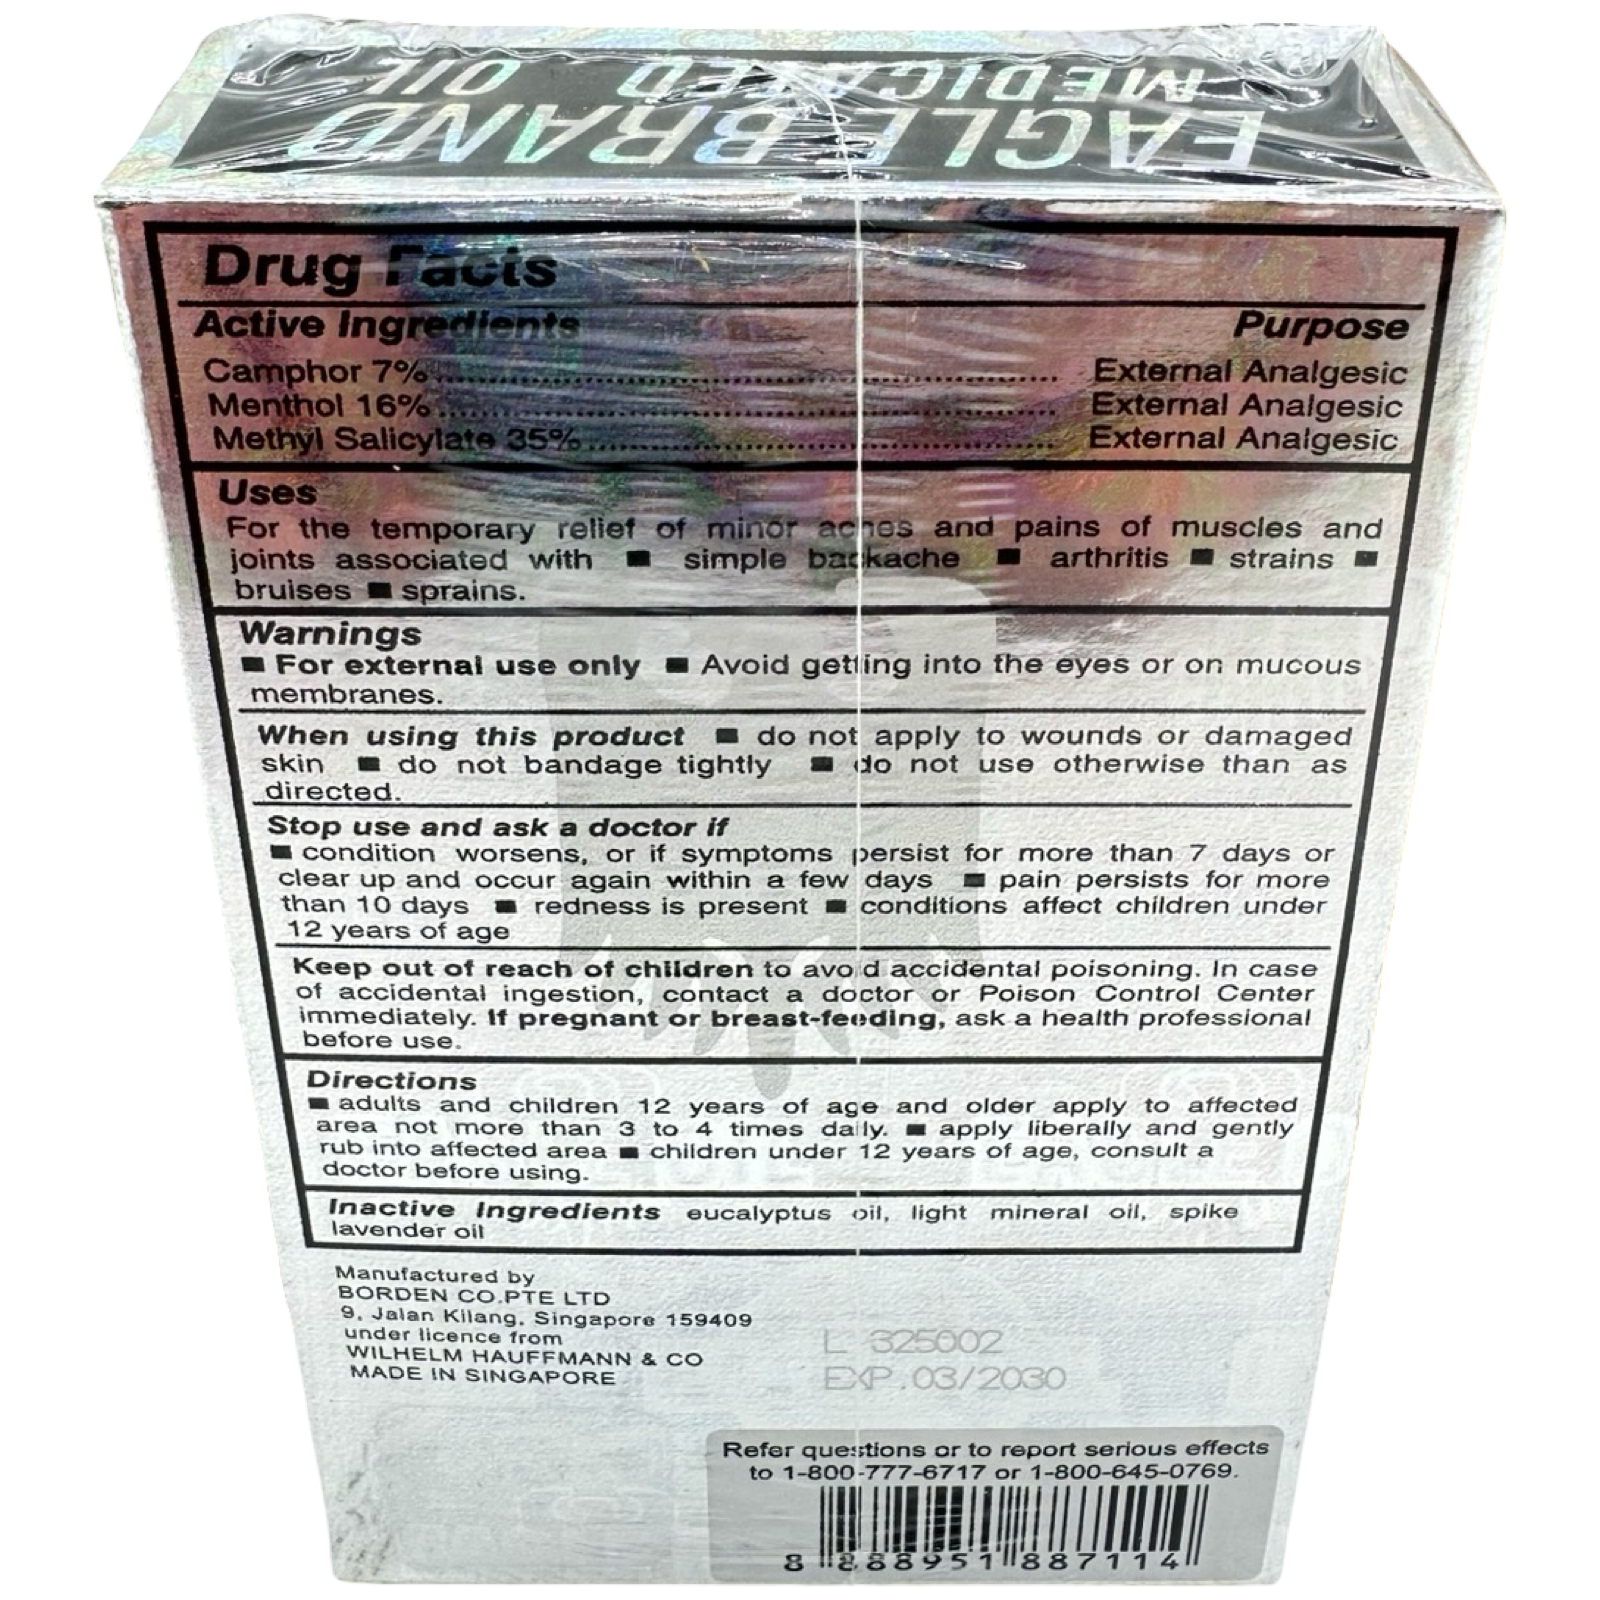 EAGLE BRAND
MEDICATED OIL
Drug Facts
Active Ingredients Purpose
Camphor 7%........................................................ External Analgesic
Menthol 16%........................................................ External Analgesic
Methyl Salicylate 35%............................................ External Analgesic
Uses
For the temporary relief of minor aches and pains of muscles and
joints associated with ■ simple backache ■ arthritis ■ strains ■
bruises ■ sprains.
Warnings
■ For external use only ■ Avoid getting into the eyes or on mucous
membranes.
When using this product ■ do not apply to wounds or damaged
skin ■ do not bandage tightly ■ do not use otherwise than as
directed.
Stop use and ask a doctor if
■ condition worsens, or if symptoms persist for more than 7 days or
clear up and occur again within a few days ■ pain persists for more
than 10 days ■ redness is present ■ conditions affect children under
12 years of age
Keep out of reach of children to avoid accidental poisoning. In case
of accidental ingestion, contact a doctor or Poison Control Center
immediately. If pregnant or breast-feeding, ask a health professional
before use.
Directions
■ adults and children 12 years of age and older apply to affected
area not more than 3 to 4 times daily. ■ apply liberally and gently
rub into affected area ■ children under 12 years of age, consult a
doctor before using.
Inactive Ingredients eucalyptus oil, light mineral oil, spike
lavender oil
Manufactured by
BORDEN CO.PTE LTD
9, Jalan Kilang, Singapore 159409
under licence from
WILHELM HAUFFMANN & CO
MADE IN SINGAPORE
L 325002
EXP.03/2030
Refer questions or to report serious effects
to 1-800-777-6717 or 1-800-645-0769.
8 888951 887114